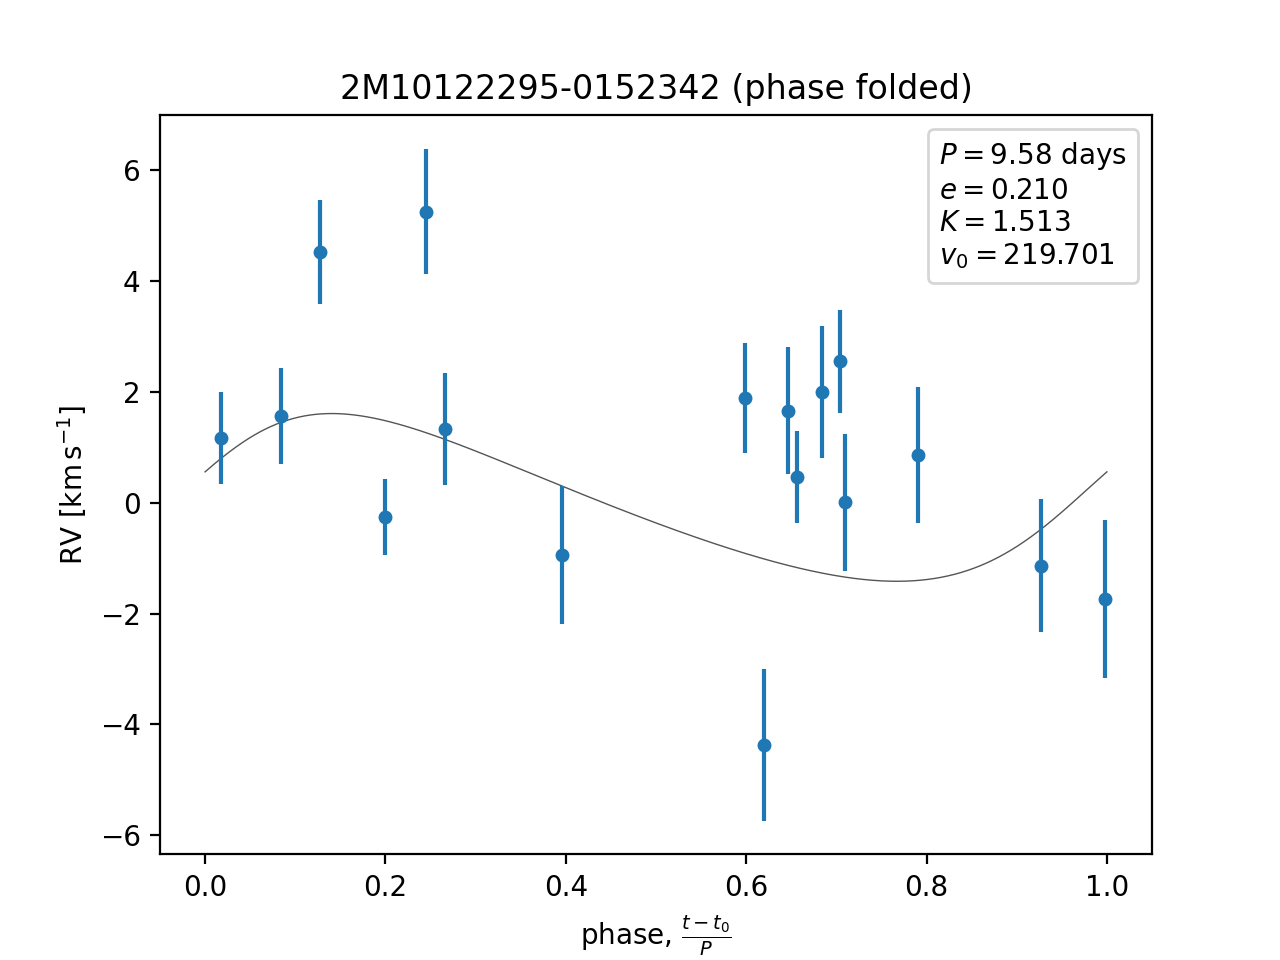 2M10122295-0152342 (phase folded)
P = 9.58 days
e = 0.210
K = 1.513
v₀ = 219.701
6
4
2
0
−2
−4
−6
RV [km s⁻¹]
0.0 0.2 0.4 0.6 0.8 1.0
phase, (t − t₀)/P